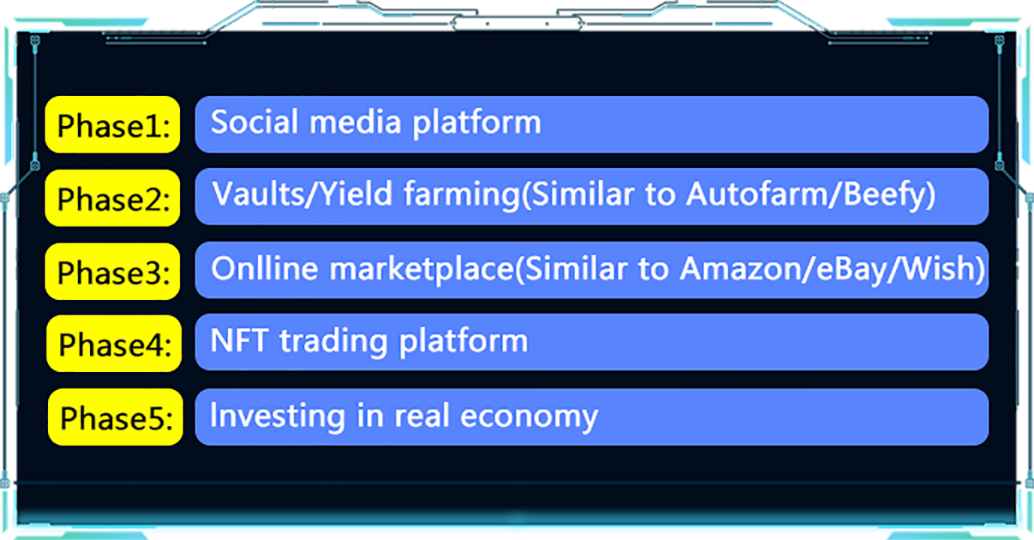 Phase1: Social media platform
Phase2: Vaults/Yield farming(Similar to Autofarm/Beefy)
Phase3: Onlline marketplace(Similar to Amazon/eBay/Wish)
Phase4: NFT trading platform
Phase5: Investing in real economy